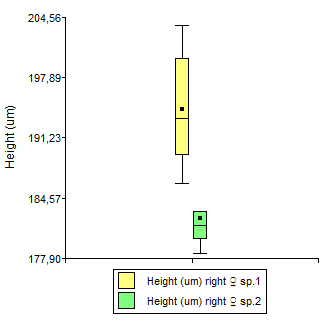 204,56
197,89
191,23
184,57
177,90
Height (um)
Height (um) right ♀ sp.1
Height (um) right ♀ sp.2